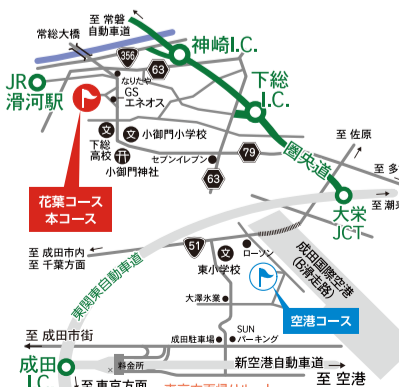 至 常磐
自動車道
常総大橋
神崎I.C.
356
63
JR
滑河駅
なりたや
GS
エネオス
下総
I.C.
小御門小学校
下総
高校
小御門神社
セブンイレブン
79
63
至 佐原
圏央道
至 多
至 潮来
花葉コース
本コース
大栄
JCT
51
至 成田市内
至 千葉方面
東小学校
ローソン
成田国際空港
(B滑走路)
東関東自動車道
大澤氷業
空港コース
成田駐車場
SUN
パーキング
至 成田市街
成田
I.C.
料金所
新空港自動車道
至 空港
至 東京方面